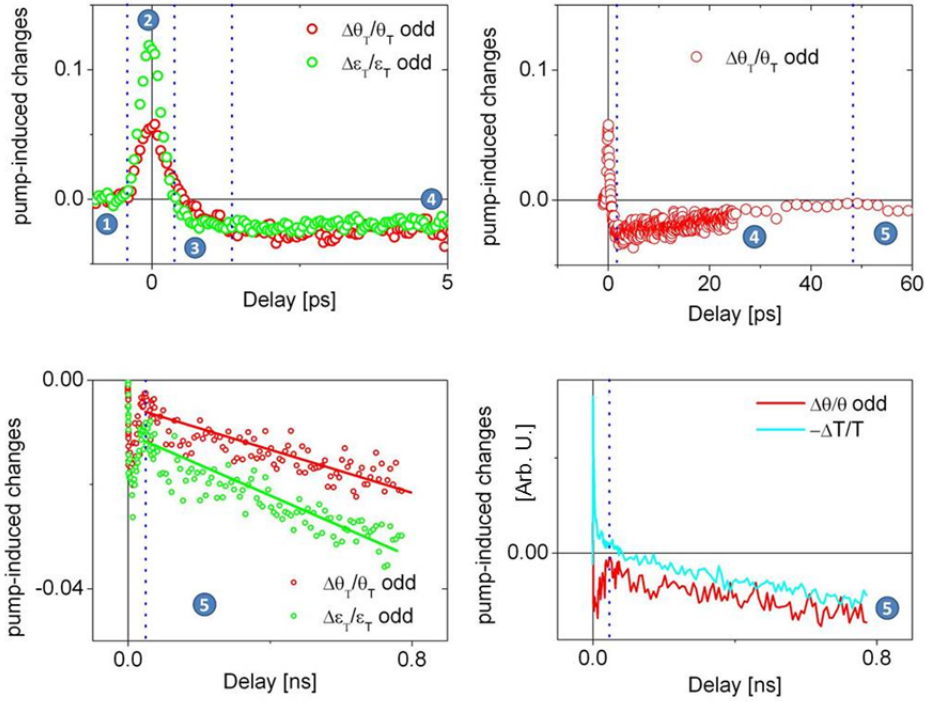 pump-induced changes
0.1
0.0
1
2
3
4
Δθ_T/θ_T odd
Δε_T/ε_T odd
0
5
Delay [ps]
pump-induced changes
0.1
0.0
Δθ_T/θ_T odd
4
5
0
20
40
60
Delay [ps]
pump-induced changes
0.00
-0.04
5
Δθ_T/θ_T odd
Δε_T/ε_T odd
0.0
0.8
Delay [ns]
pump-induced changes
[Arb. U.]
0.00
Δθ/θ odd
−ΔT/T
5
0.0
0.8
Delay [ns]